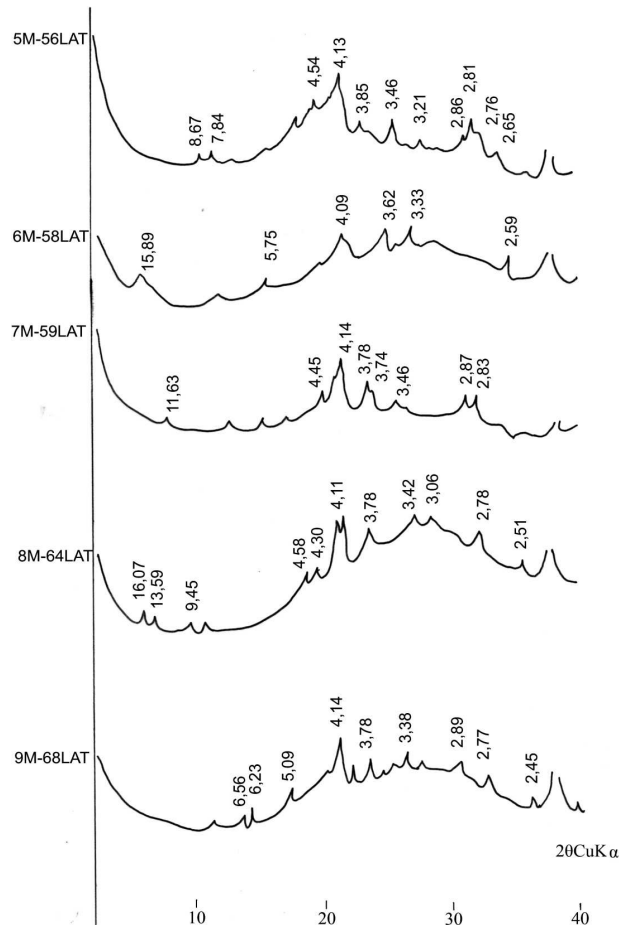 5M-56LAT
8,67 7,84 4,54 4,13 3,85 3,46 3,21 2,86 2,81 2,76 2,65
6M-58LAT
15,89 5,75 4,09 3,62 3,33 2,59
7M-59LAT
11,63 4,45 4,14 3,78 3,74 3,46 2,87 2,83
8M-64LAT
16,07 13,59 9,45 4,58 4,30 4,11 3,78 3,42 3,06 2,78 2,51
9M-68LAT
6,56 6,23 5,09 4,14 3,78 3,38 2,89 2,77 2,45
2θCuK α
10 20 30 40